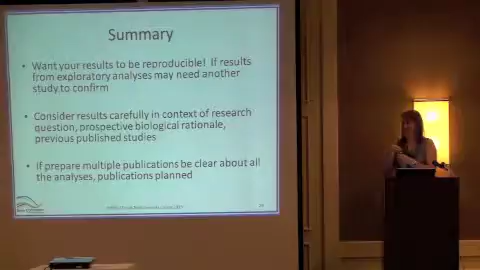 Summary
• Want your results to be reproducible! If results
from exploratory analyses may need another
study to confirm
• Consider results carefully in context of research
question, prospective biological rationale,
previous published studies
• If prepare multiple publications be clear about all
the analyses, publications planned